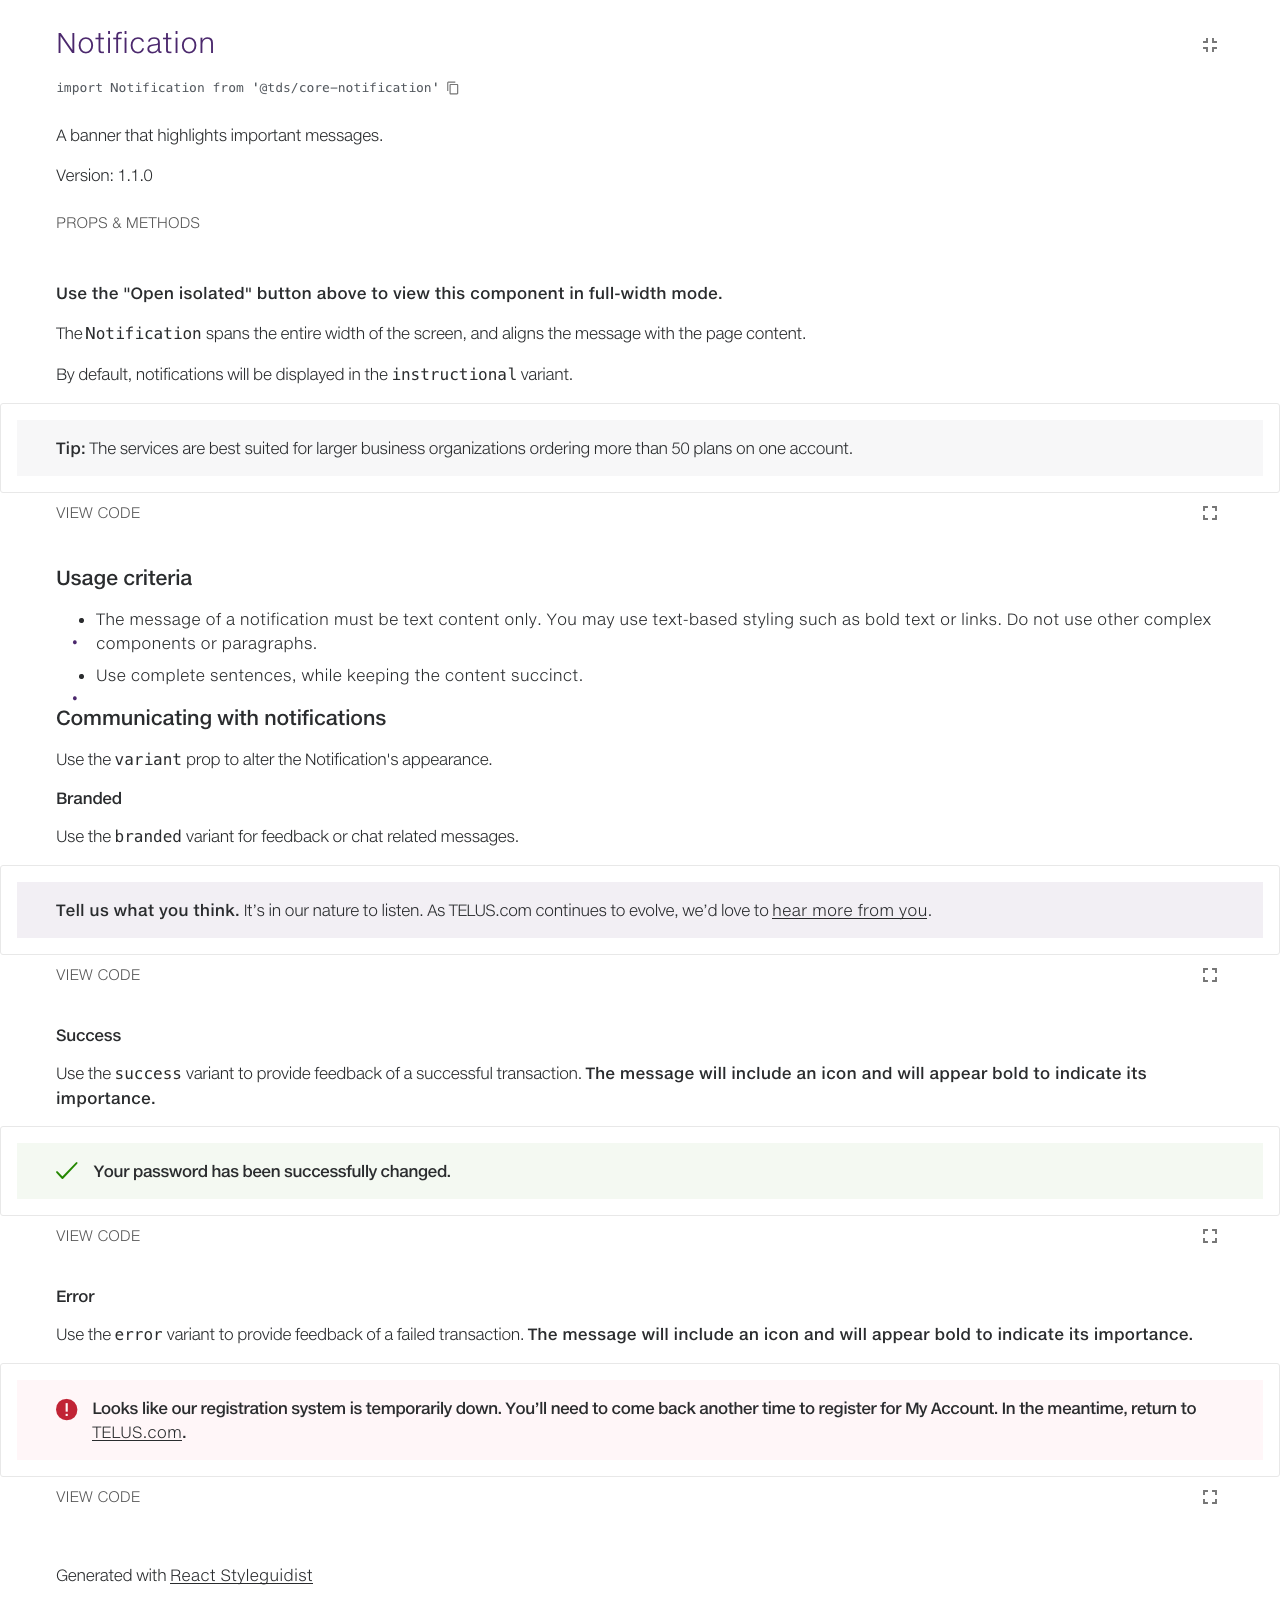 Notification
import Notification from '@tds/core-notification'
A banner that highlights important messages.
Version: 1.1.0
PROPS & METHODS
Use the "Open isolated" button above to view this component in full-width mode.
The Notification spans the entire width of the screen, and aligns the message with the page content.
By default, notifications will be displayed in the instructional variant.
Tip: The services are best suited for larger business organizations ordering more than 50 plans on one account.
VIEW CODE
Usage criteria
• The message of a notification must be text content only. You may use text-based styling such as bold text or links. Do not use other complex
components or paragraphs.
• Use complete sentences, while keeping the content succinct.
Communicating with notifications
Use the variant prop to alter the Notification's appearance.
Branded
Use the branded variant for feedback or chat related messages.
Tell us what you think. It’s in our nature to listen. As TELUS.com continues to evolve, we’d love to hear more from you.
VIEW CODE
Success
Use the success variant to provide feedback of a successful transaction. The message will include an icon and will appear bold to indicate its
importance.
Your password has been successfully changed.
VIEW CODE
Error
Use the error variant to provide feedback of a failed transaction. The message will include an icon and will appear bold to indicate its importance.
Looks like our registration system is temporarily down. You’ll need to come back another time to register for My Account. In the meantime, return to
TELUS.com.
VIEW CODE
Generated with React Styleguidist